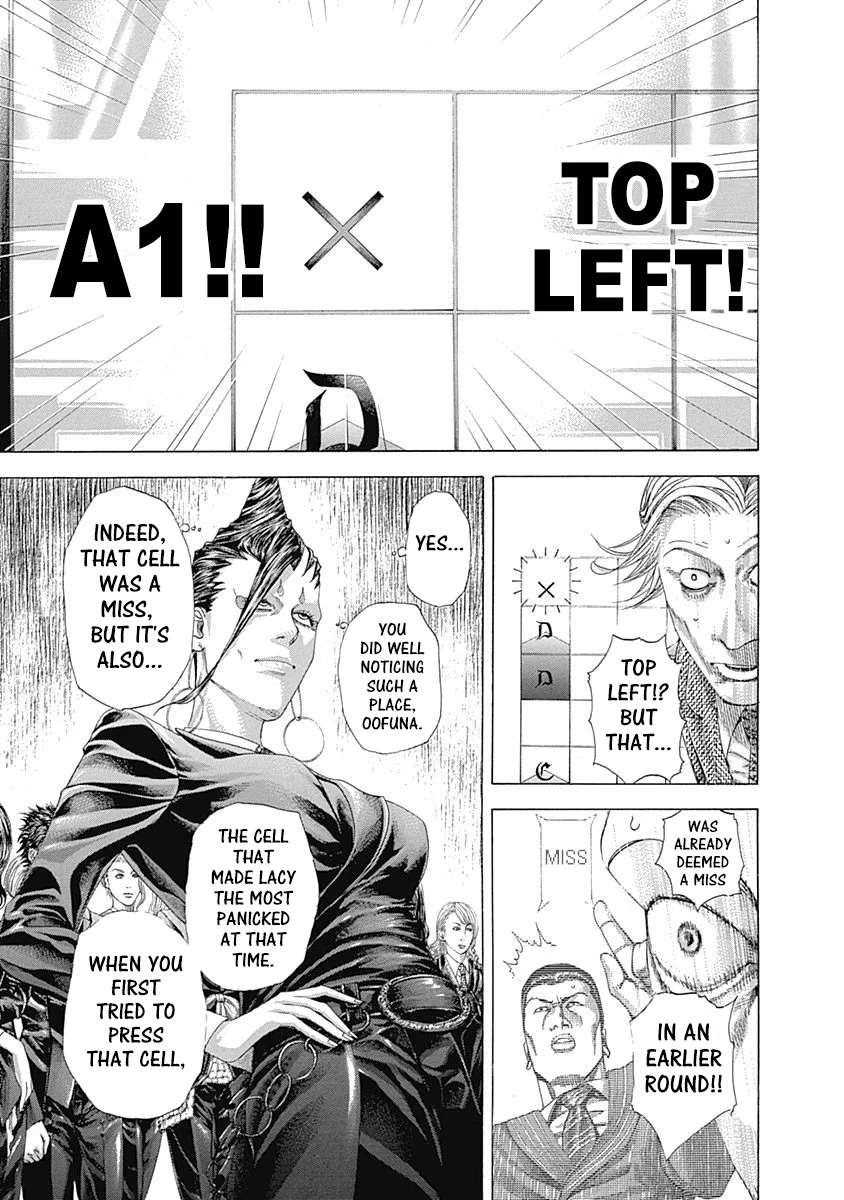 TOP
LEFT!
A1!!
D
TOP
LEFT!?
BUT
THAT...
D
D
C
WAS
ALREADY
DEEMED
A MISS
MISS
IN AN
EARLIER
ROUND!!
YES...
YOU
DID WELL
NOTICING
SUCH A
PLACE,
OOFUNA.
INDEED,
THAT CELL
WAS A
MISS,
BUT IT'S
ALSO...
THE CELL
THAT
MADE LACY
THE MOST
PANICKED
AT THAT
TIME.
WHEN YOU
FIRST
TRIED TO
PRESS
THAT CELL,